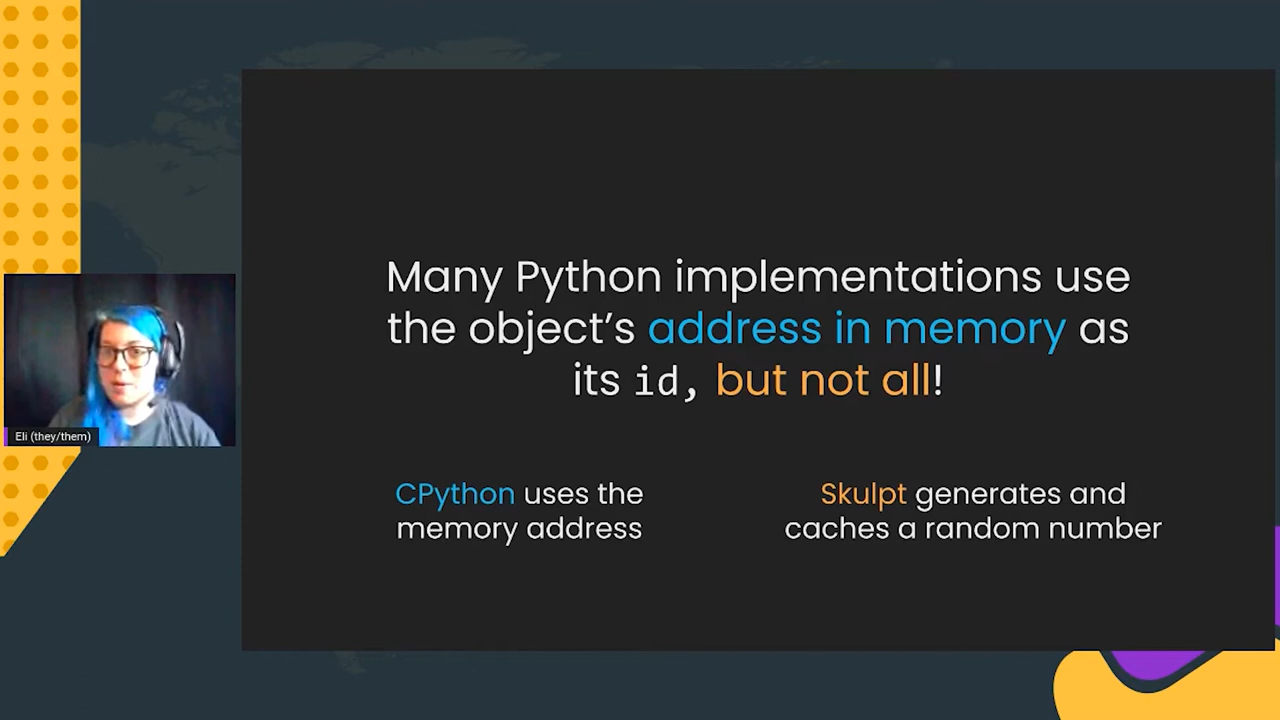 Many Python implementations use
the object’s address in memory as
its id, but not all!
CPython uses the
memory address
Skulpt generates and
caches a random number
Eli (they/them)